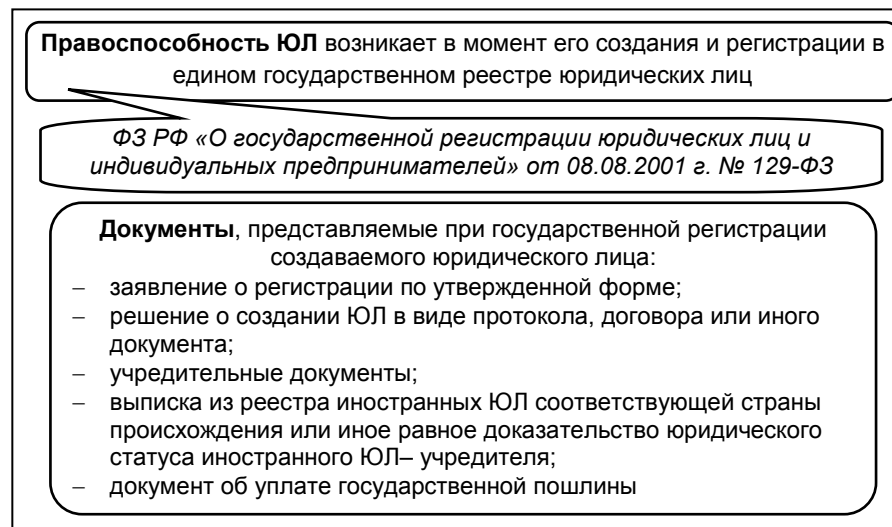 Правоспособность ЮЛ возникает в момент его создания и регистрации в
едином государственном реестре юридических лиц
ФЗ РФ «О государственной регистрации юридических лиц и
индивидуальных предпринимателей» от 08.08.2001 г. № 129-ФЗ
Документы, представляемые при государственной регистрации
создаваемого юридического лица:
– заявление о регистрации по утвержденной форме;
– решение о создании ЮЛ в виде протокола, договора или иного
документа;
– учредительные документы;
– выписка из реестра иностранных ЮЛ соответствующей страны
происхождения или иное равное доказательство юридического
статуса иностранного ЮЛ– учредителя;
– документ об уплате государственной пошлины